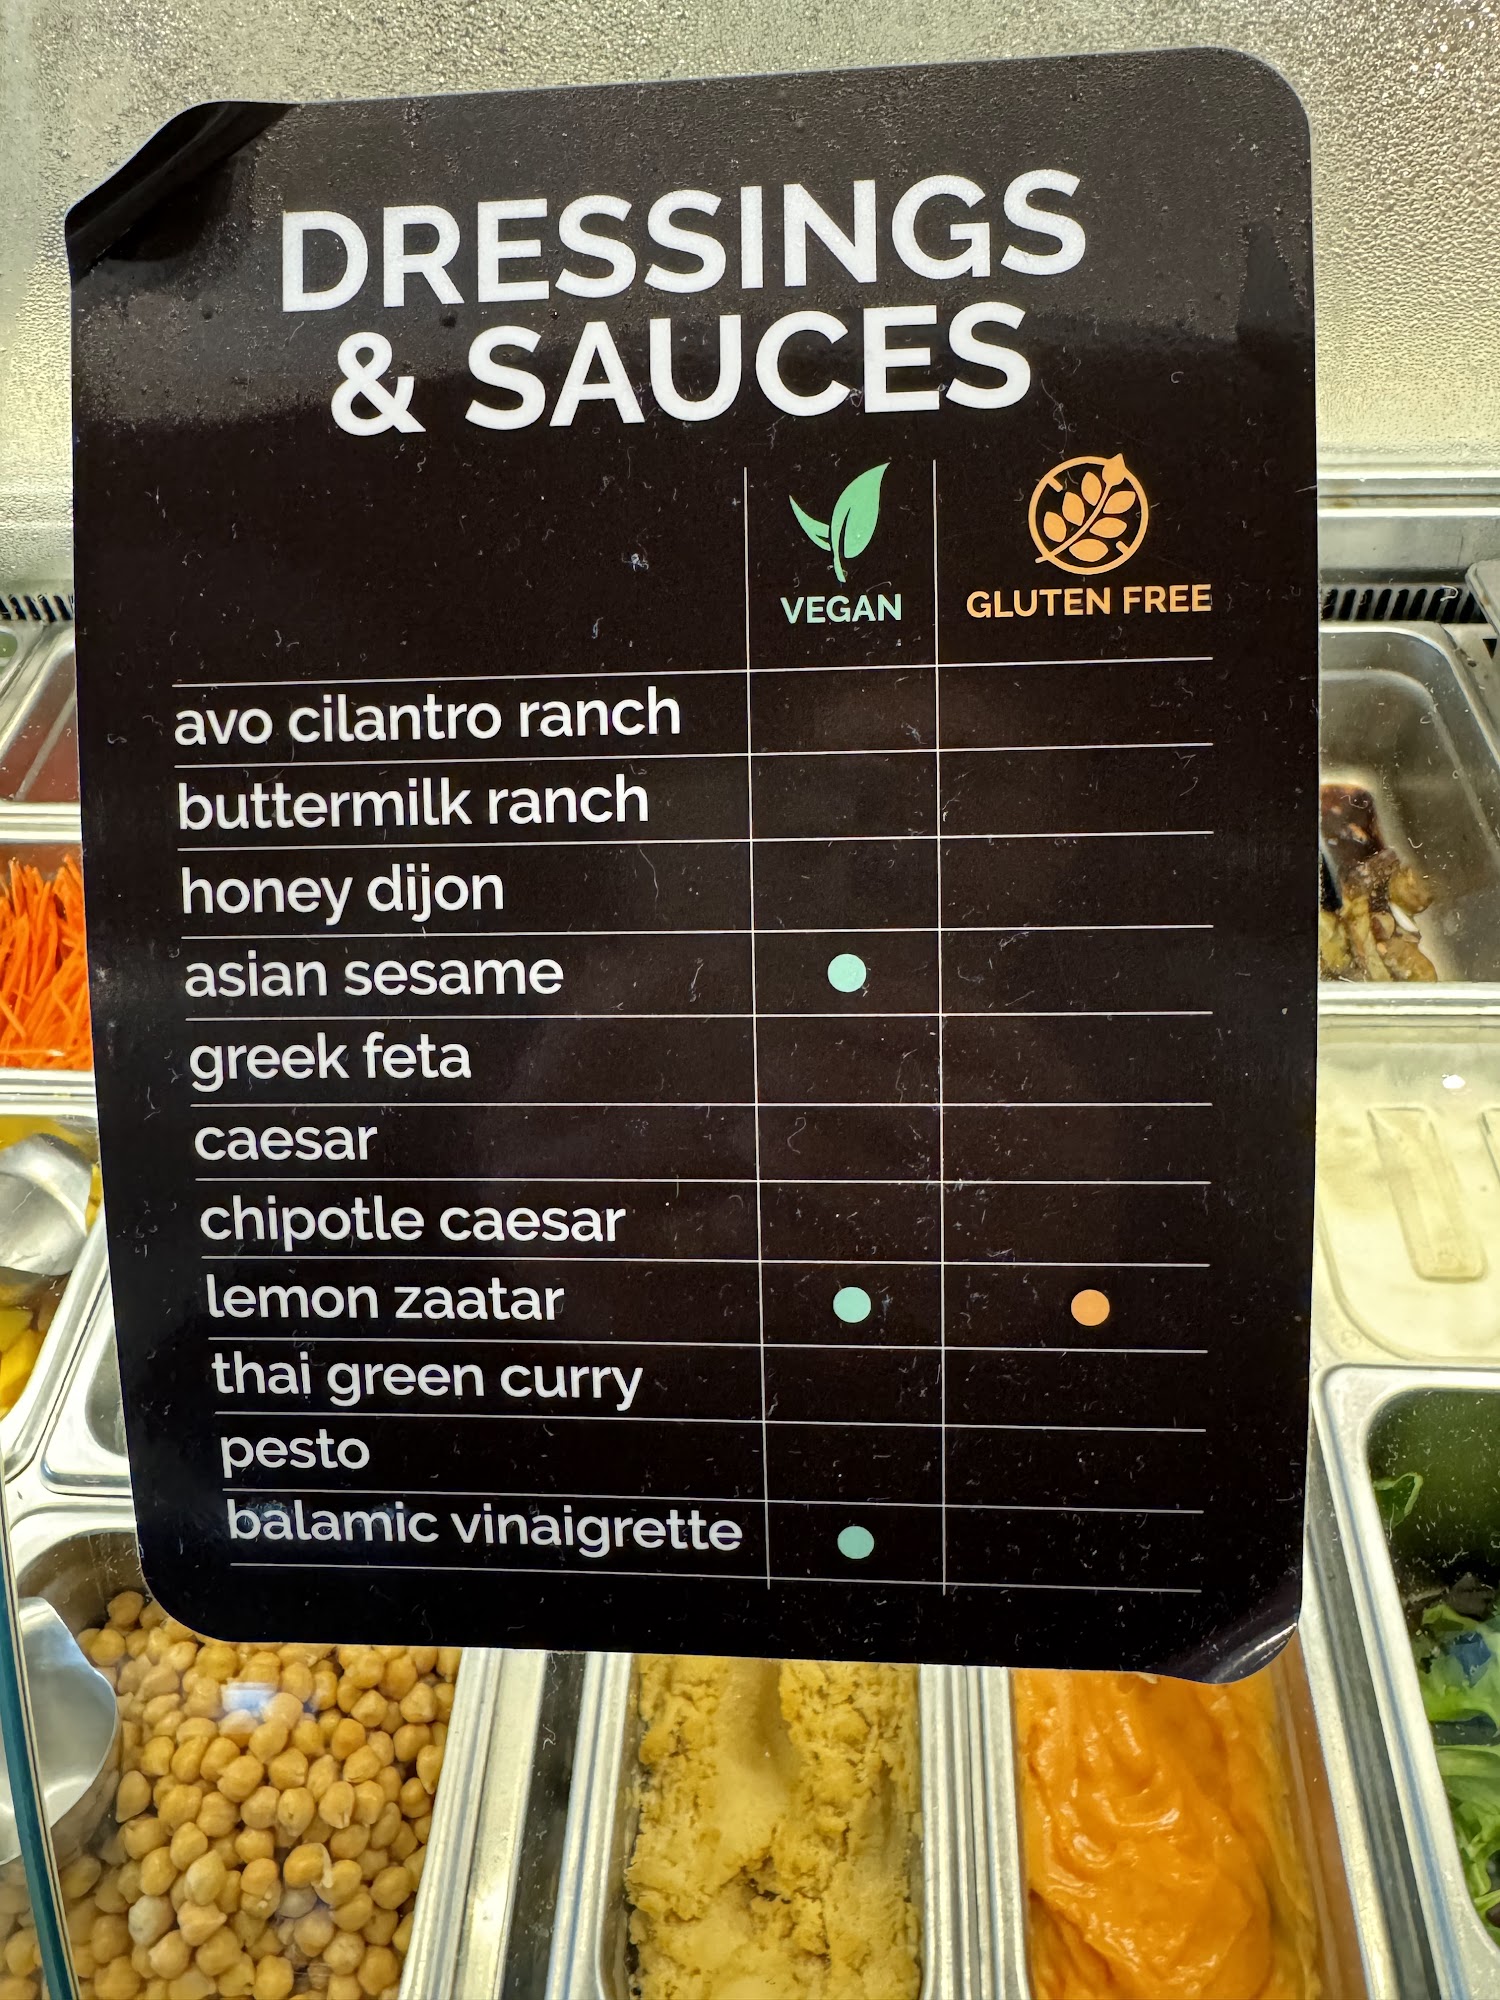 DRESSINGS
& SAUCES
VEGAN
GLUTEN FREE
avo cilantro ranch
buttermilk ranch
honey dijon
asian sesame
greek feta
caesar
chipotle caesar
lemon zaatar
thai green curry
pesto
balamic vinaigrette